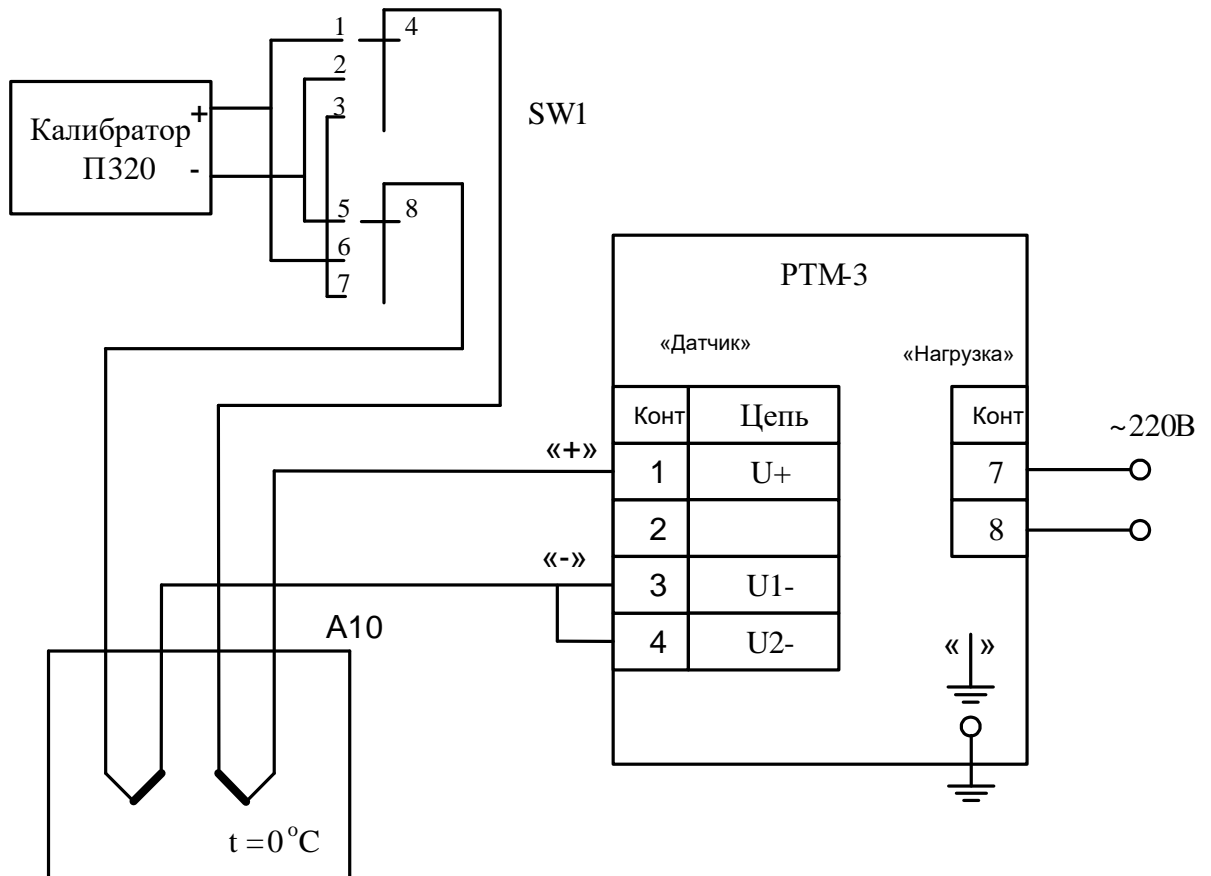 1
4
2
3
SW1
Калибратор
П320
+
-
5
8
6
7
РТМ-3
«Датчик»
«Нагрузка»
Конт Цепь
Конт
~220В
«+»
1 U+
7
2
8
«-»
3 U1-
4 U2-
« »
А10
t =0 °C